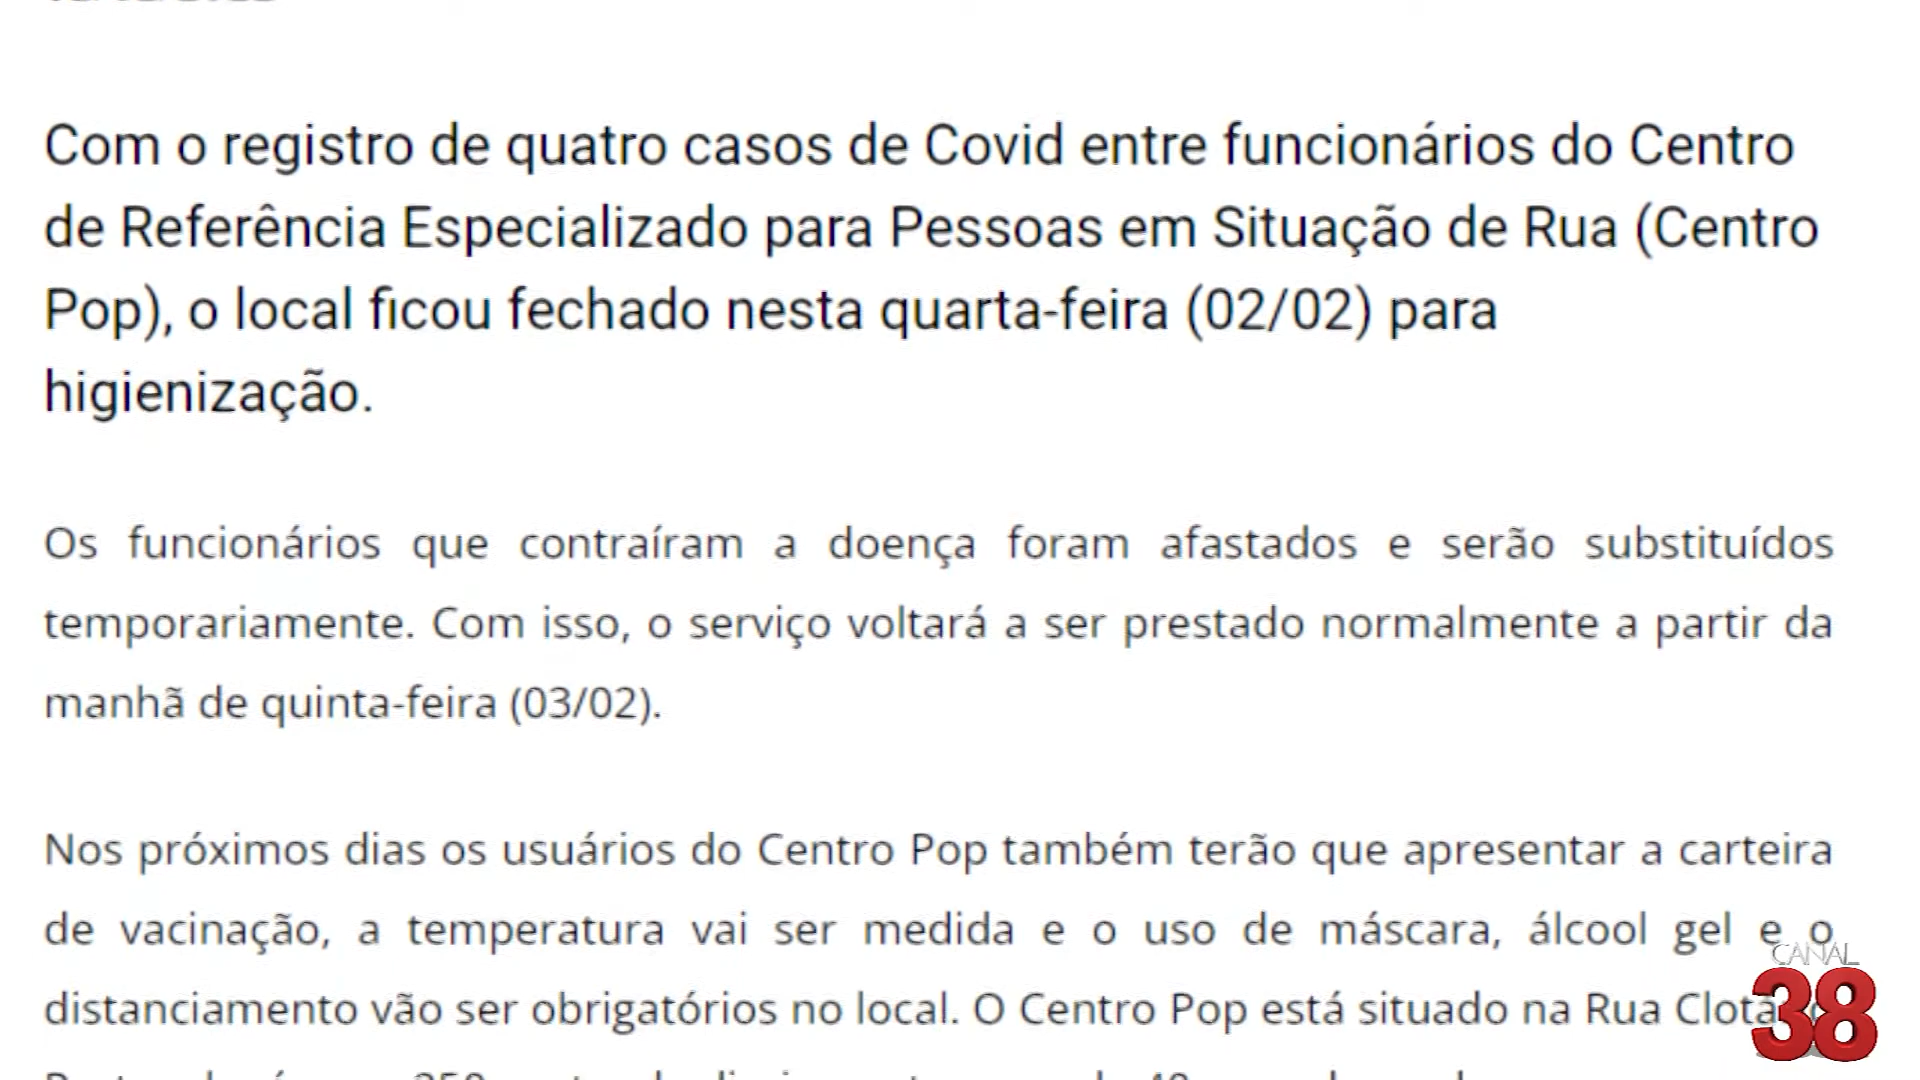 Com o registro de quatro casos de Covid entre funcionários do Centro
de Referência Especializado para Pessoas em Situação de Rua (Centro
Pop), o local ficou fechado nesta quarta-feira (02/02) para
higienização.
Os funcionários que contraíram a doença foram afastados e serão substituídos
temporariamente. Com isso, o serviço voltará a ser prestado normalmente a partir da
manhã de quinta-feira (03/02).
Nos próximos dias os usuários do Centro Pop também terão que apresentar a carteira
de vacinação, a temperatura vai ser medida e o uso de máscara, álcool gel e o
distanciamento vão ser obrigatórios no local. O Centro Pop está situado na Rua
CANAL
38